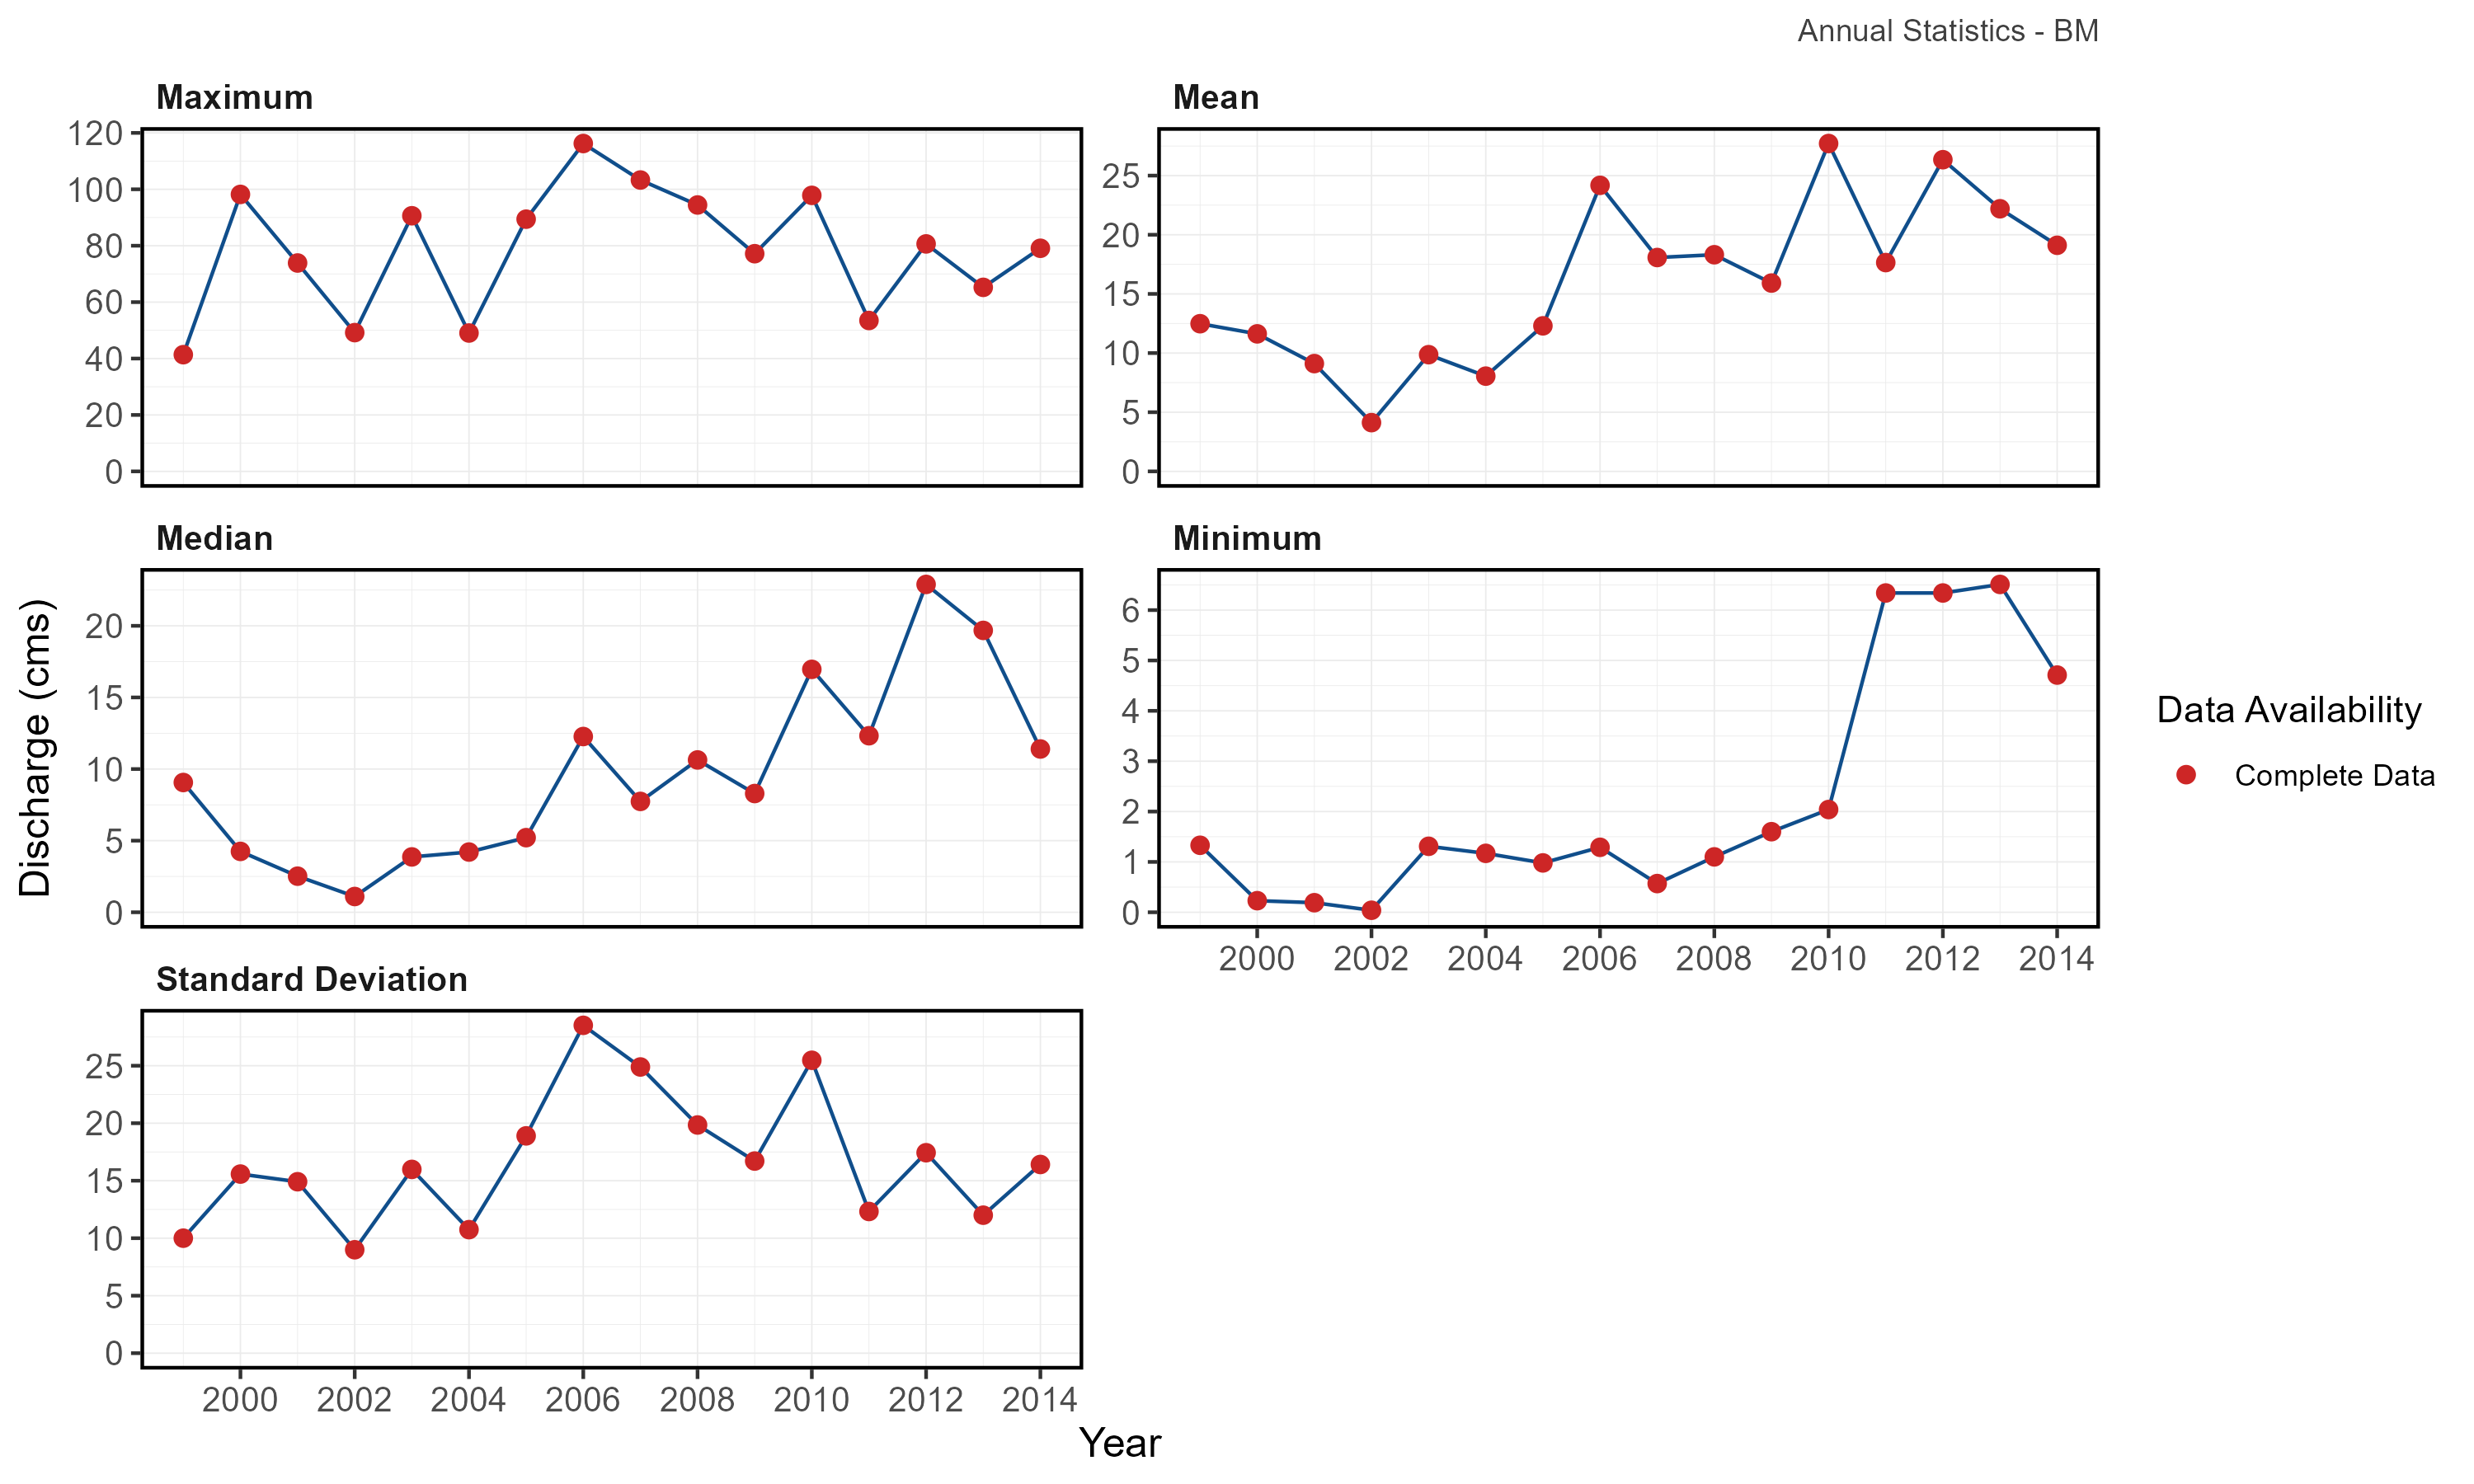 Annual Statistics - BM
Maximum
120
100
80
60
40
20
0
Mean
25
20
15
10
5
0
Discharge (cms)
Median
20
15
10
5
0
Minimum
6
5
4
3
2
1
0
2000 2002 2004 2006 2008 2010 2012 2014
Data Availability
Complete Data
Standard Deviation
25
20
15
10
5
0
2000 2002 2004 2006 2008 2010 2012 2014
Year